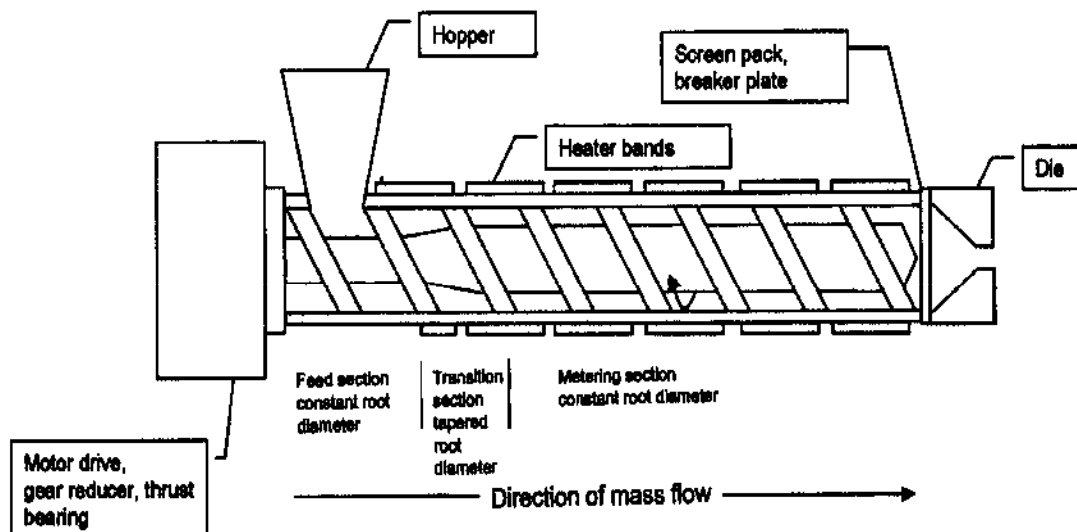 Hopper
Screen pack,
breaker plate
Heater bands
Die
Feed section
constant root
diameter
Transition
section
tapered
root
diameter
Metering section
constant root diameter
Motor drive,
gear reducer, thrust
bearing
Direction of mass flow